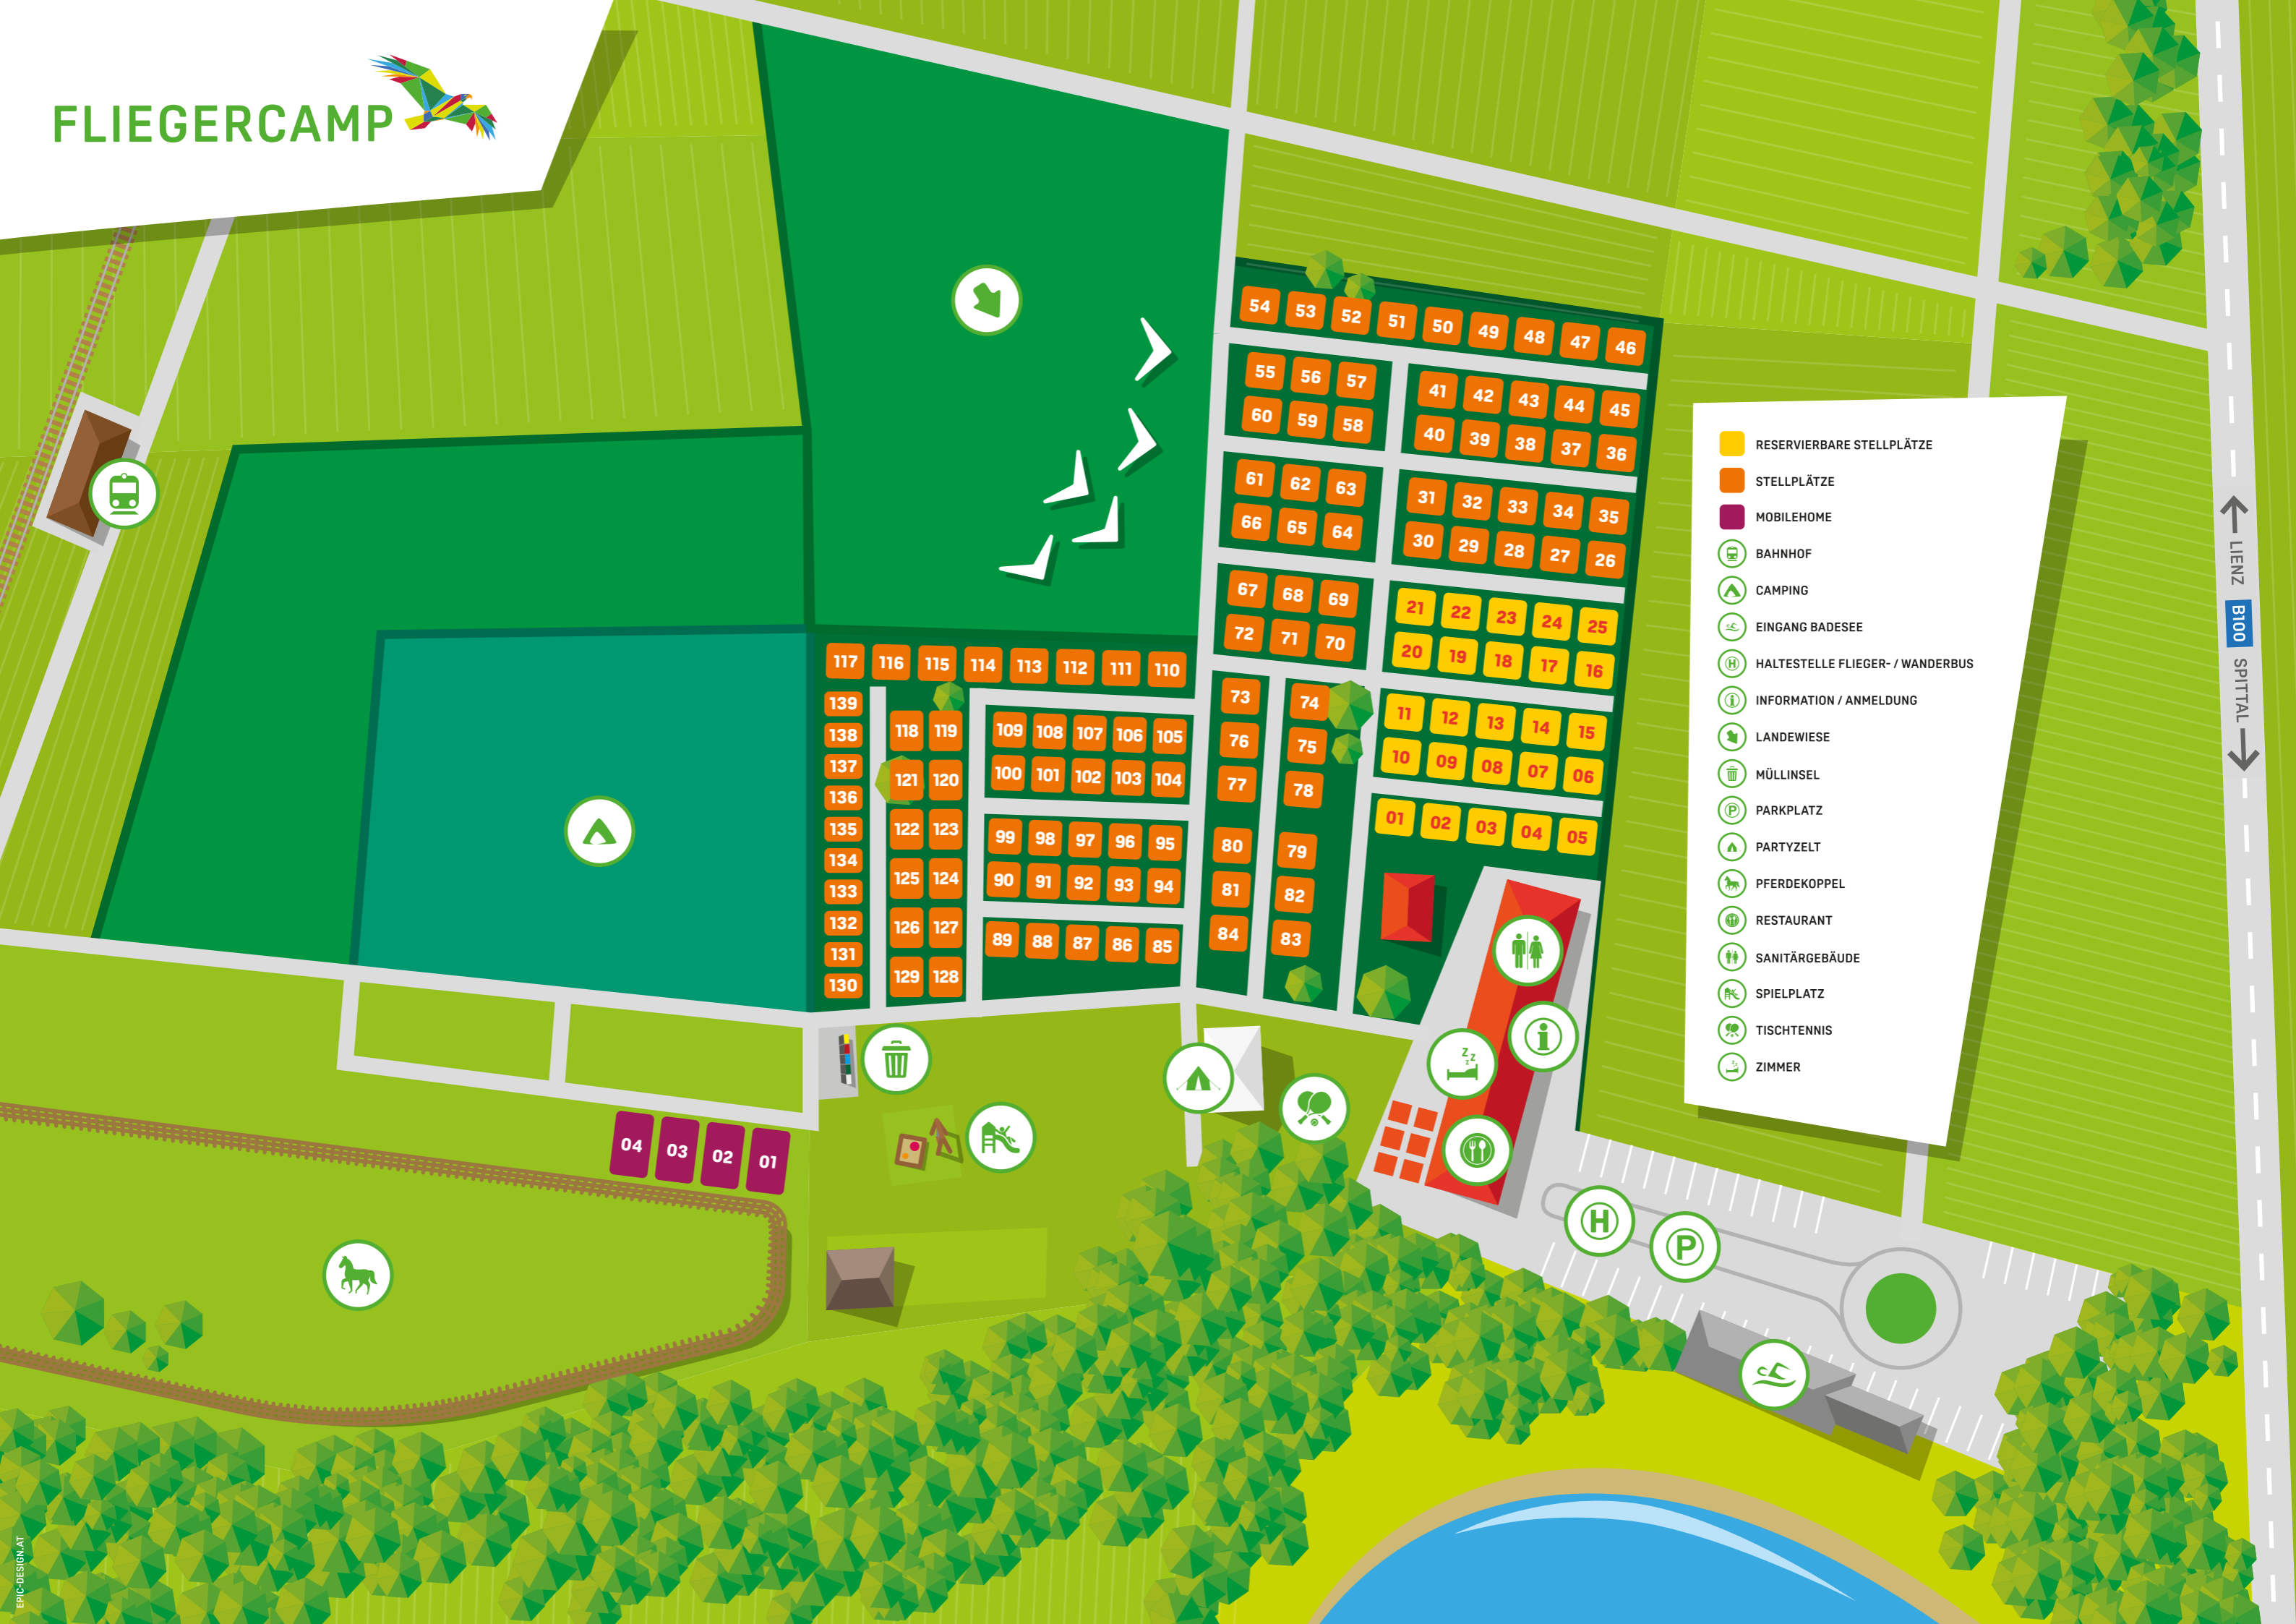 FLIEGERCAMP
54 53 52 51 50 49 48 47 46
55 56 57
60 59 58
41 42 43 44 45
40 39 38 37 36
61 62 63
66 65 64
31 32 33 34 35
30 29 28 27 26
67 68 69
72 71 70
21 22 23 24 25
20 19 18 17 16
73 74
76 75
77 78
80 79
81 82
84 83
11 12 13 14 15
10 09 08 07 06
01 02 03 04 05
117 116 115 114 113 112 111 110
139
138
137
136
135
134
133
132
131
130
118 119
121 120
122 123
125 124
126 127
129 128
109 108 107 106 105
100 101 102 103 104
99 98 97 96 95
90 91 92 93 94
89 88 87 86 85
04 03 02 01
Z Z Z
H
P
RESERVIERBARE STELLPLÄTZE
STELLPLÄTZE
MOBILEHOME
BAHNHOF
CAMPING
EINGANG BADESEE
H HALTESTELLE FLIEGER- / WANDERBUS
INFORMATION / ANMELDUNG
LANDEWIESE
MÜLLINSEL
P PARKPLATZ
PARTYZELT
PFERDEKOPPEL
RESTAURANT
SANITÄRGEBÄUDE
SPIELPLATZ
TISCHTENNIS
ZIMMER
LIENZ
B100
SPITTAL
EPIC-DESIGN.AT